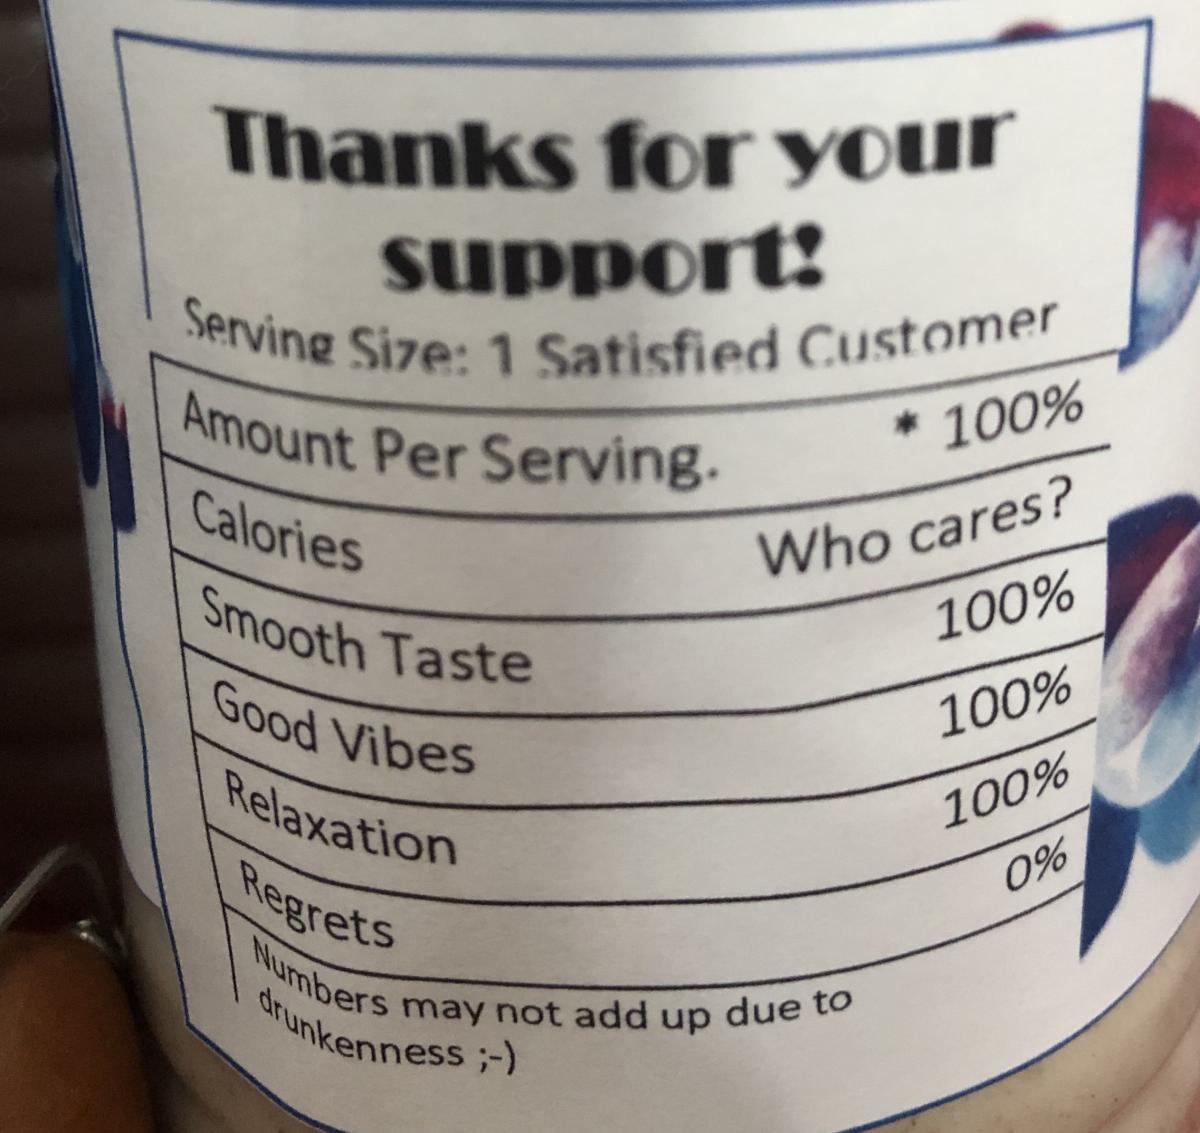 Thanks for your
support!
Serving Size: 1 Satisfied Customer
Amount Per Serving. * 100%
Calories Who cares?
Smooth Taste 100%
Good Vibes 100%
Relaxation 100%
Regrets 0%
Numbers may not add up due to
drunkenness ;-)